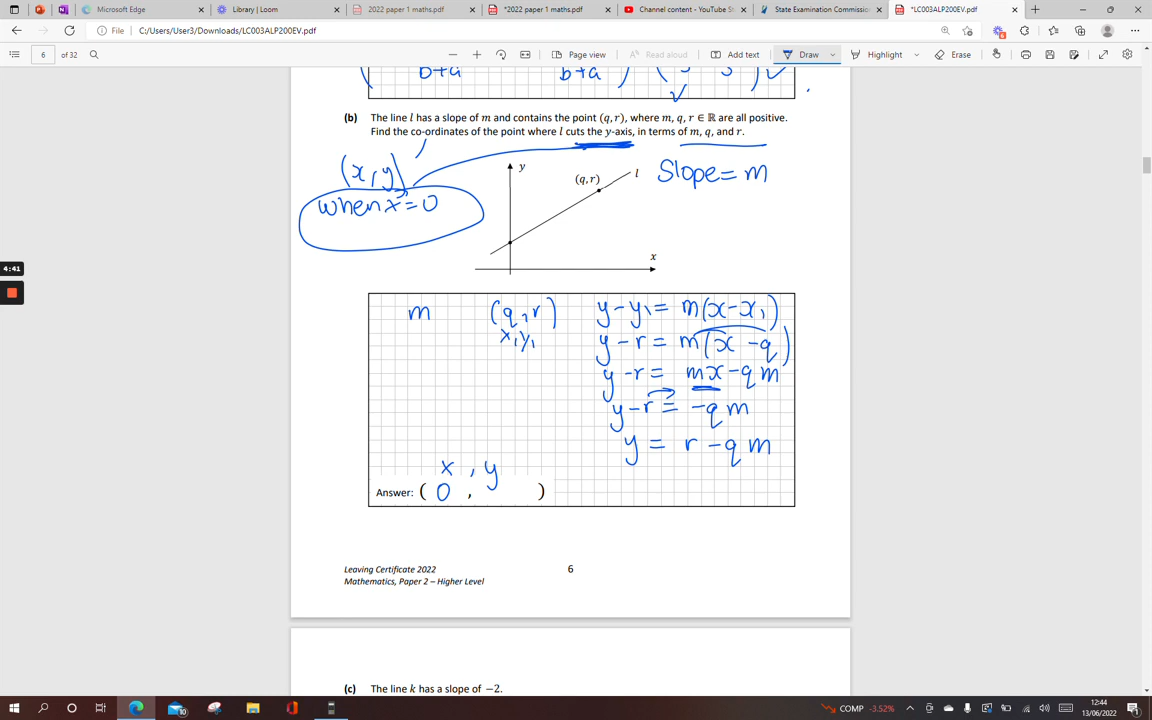 Microsoft Edge
Library | Loom
2022 paper 1 maths.pdf
*2022 paper 1 maths.pdf
Channel content - YouTube St
State Examination Commissio
*LC003ALP200EV.pdf
File C:/Users/User3/Downloads/LC003ALP200EV.pdf
6 of 32
Page view
Read aloud
Add text
Draw
Highlight
Erase
b+a b+a
(b) The line l has a slope of m and contains the point (q, r), where m, q, r ∈ ℝ are all positive.
Find the co-ordinates of the point where l cuts the y-axis, in terms of m, q, and r.
(x, y)
when x = 0
y
(q, r)
l
x
Slope = m
4:41
m (q, r)
x₁ y₁
y - y₁ = m(x - x₁)
y - r = m(x - q)
y - r = mx - qm
y - r = -qm
y = r - qm
x , y
Answer: ( 0 , )
Leaving Certificate 2022
Mathematics, Paper 2 – Higher Level
6
(c) The line k has a slope of −2.
COMP -3.52%
12:44
13/06/2022